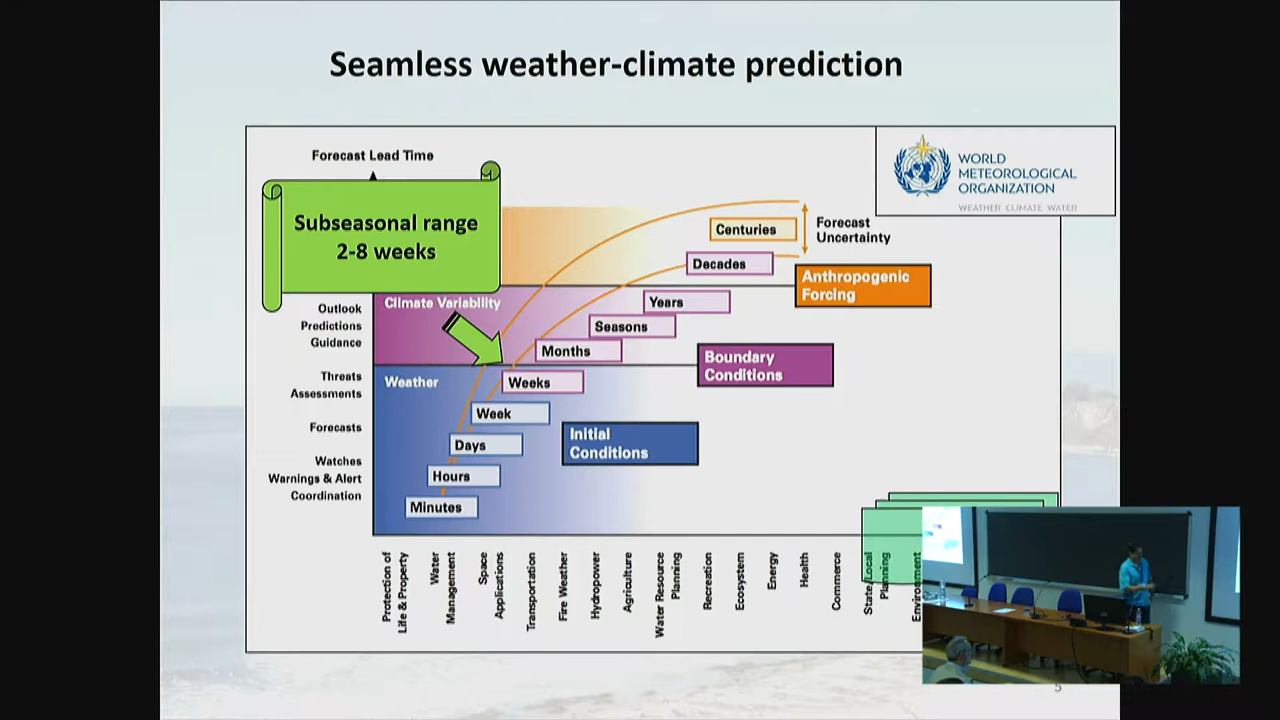 Seamless weather-climate prediction
Forecast Lead Time
WORLD
METEOROLOGICAL
ORGANIZATION
WEATHER CLIMATE WATER
Subseasonal range
2-8 weeks
Centuries
Forecast
Uncertainty
Decades
Anthropogenic
Forcing
Climate Variability
Years
Outlook
Predictions
Guidance
Seasons
Months
Boundary
Conditions
Threats
Assessments
Weather
Weeks
Week
Forecasts
Initial
Conditions
Days
Watches
Warnings & Alert
Coordination
Hours
Minutes
Protection of
Life & Property
Water
Management
Space
Applications
Transportation
Fire Weather
Hydropower
Agriculture
Water Resource
Planning
Recreation
Ecosystem
Energy
Health
Commerce
State/Local
Planning
Environment
5